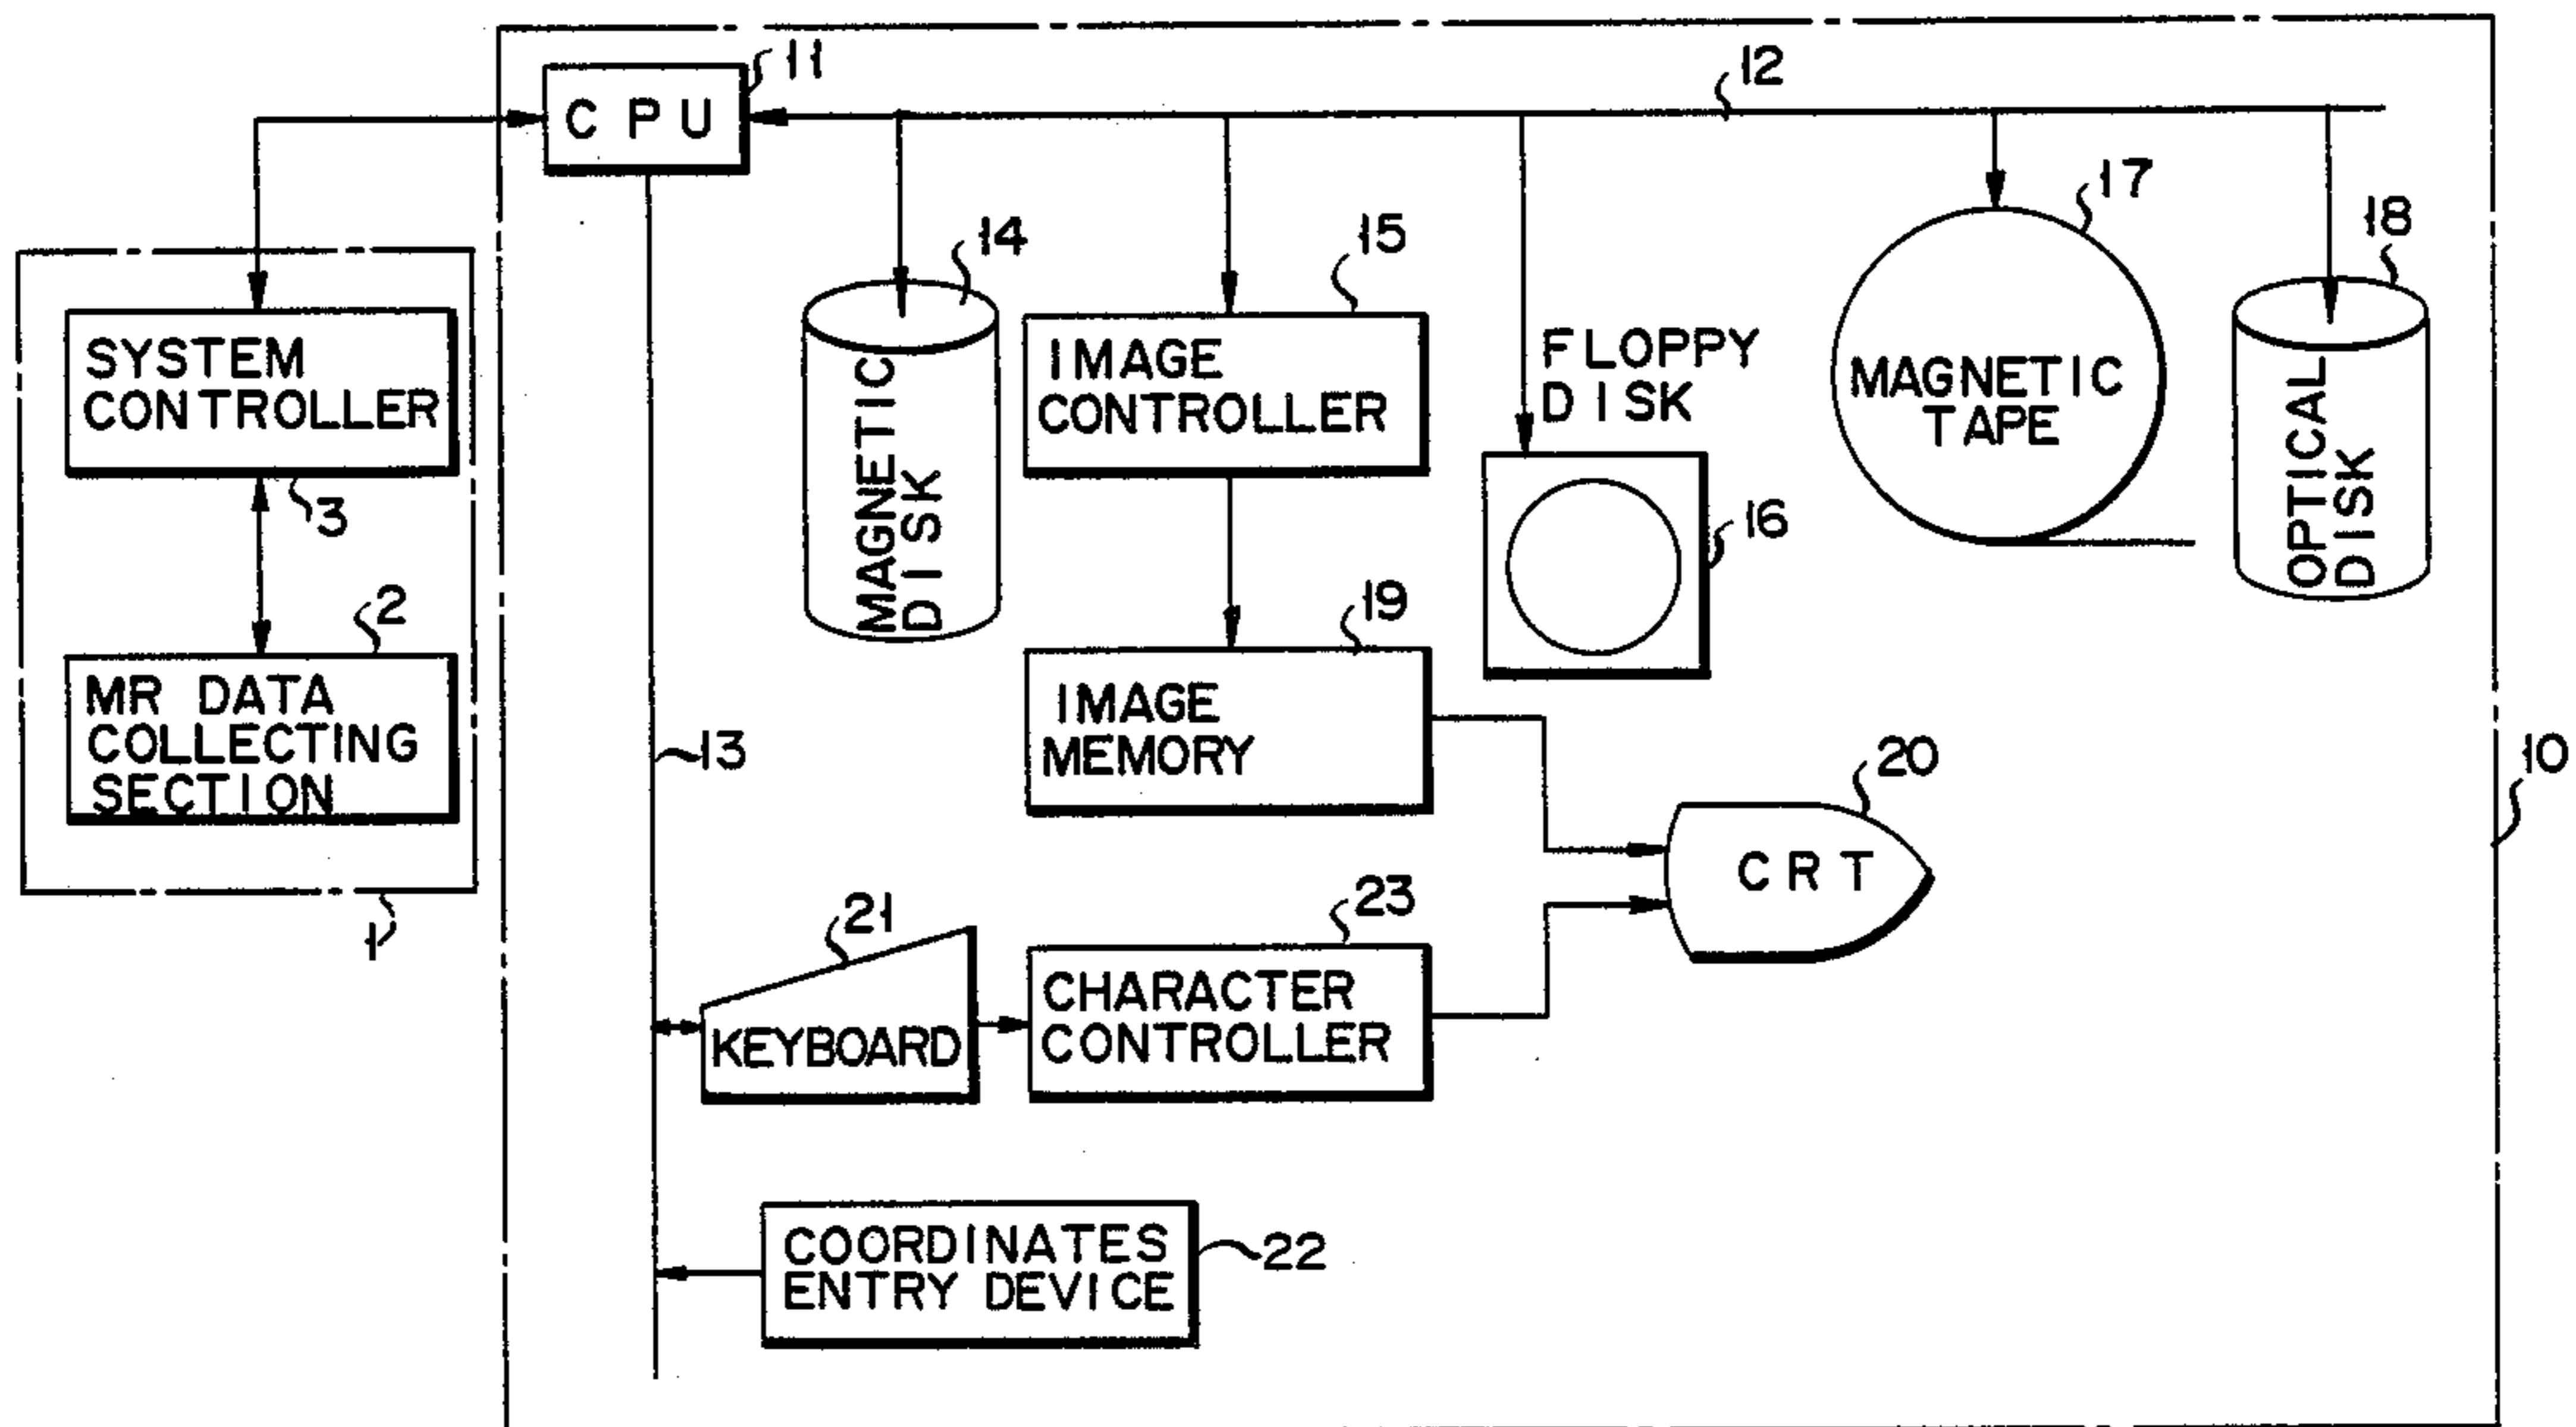 11
12
C P U
17
14
15
18
SYSTEM
CONTROLLER
IMAGE
CONTROLLER
FLOPPY
DISK
MAGNETIC
TAPE
MAGNETIC
DISK
OPTICAL
DISK
3
16
2
19
MR DATA
COLLECTING
SECTION
IMAGE
MEMORY
13
20
10
C R T
1
21
23
KEYBOARD
CHARACTER
CONTROLLER
COORDINATES
ENTRY DEVICE
22